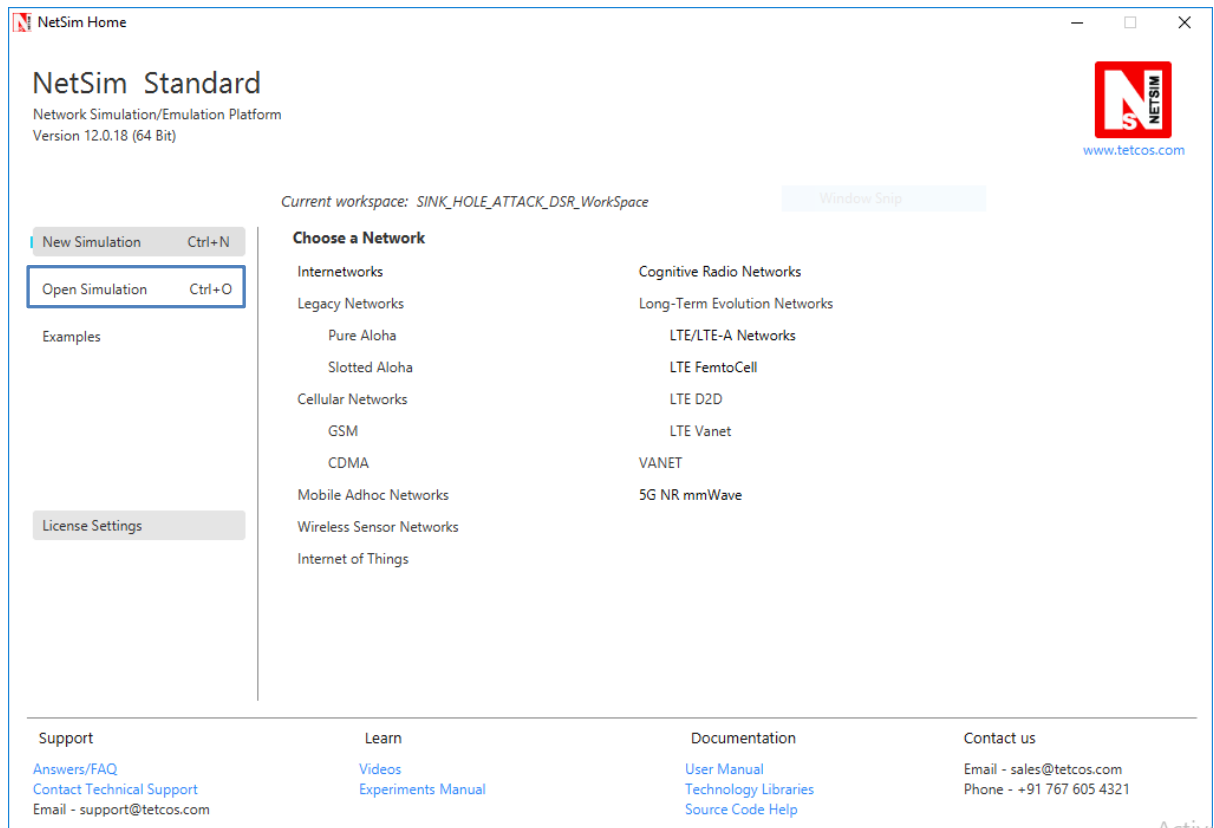 NetSim Home
NetSim Standard
Network Simulation/Emulation Platform
Version 12.0.18 (64 Bit)
NETSIM
www.tetcos.com
Current workspace: SINK_HOLE_ATTACK_DSR_WorkSpace
Window Snip
New Simulation Ctrl+N
Open Simulation Ctrl+O
Examples
License Settings
Choose a Network
Internetworks
Legacy Networks
Pure Aloha
Slotted Aloha
Cellular Networks
GSM
CDMA
Mobile Adhoc Networks
Wireless Sensor Networks
Internet of Things
Cognitive Radio Networks
Long-Term Evolution Networks
LTE/LTE-A Networks
LTE FemtoCell
LTE D2D
LTE Vanet
VANET
5G NR mmWave
Support
Answers/FAQ
Contact Technical Support
Email - support@tetcos.com
Learn
Videos
Experiments Manual
Documentation
User Manual
Technology Libraries
Source Code Help
Contact us
Email - sales@tetcos.com
Phone - +91 767 605 4321